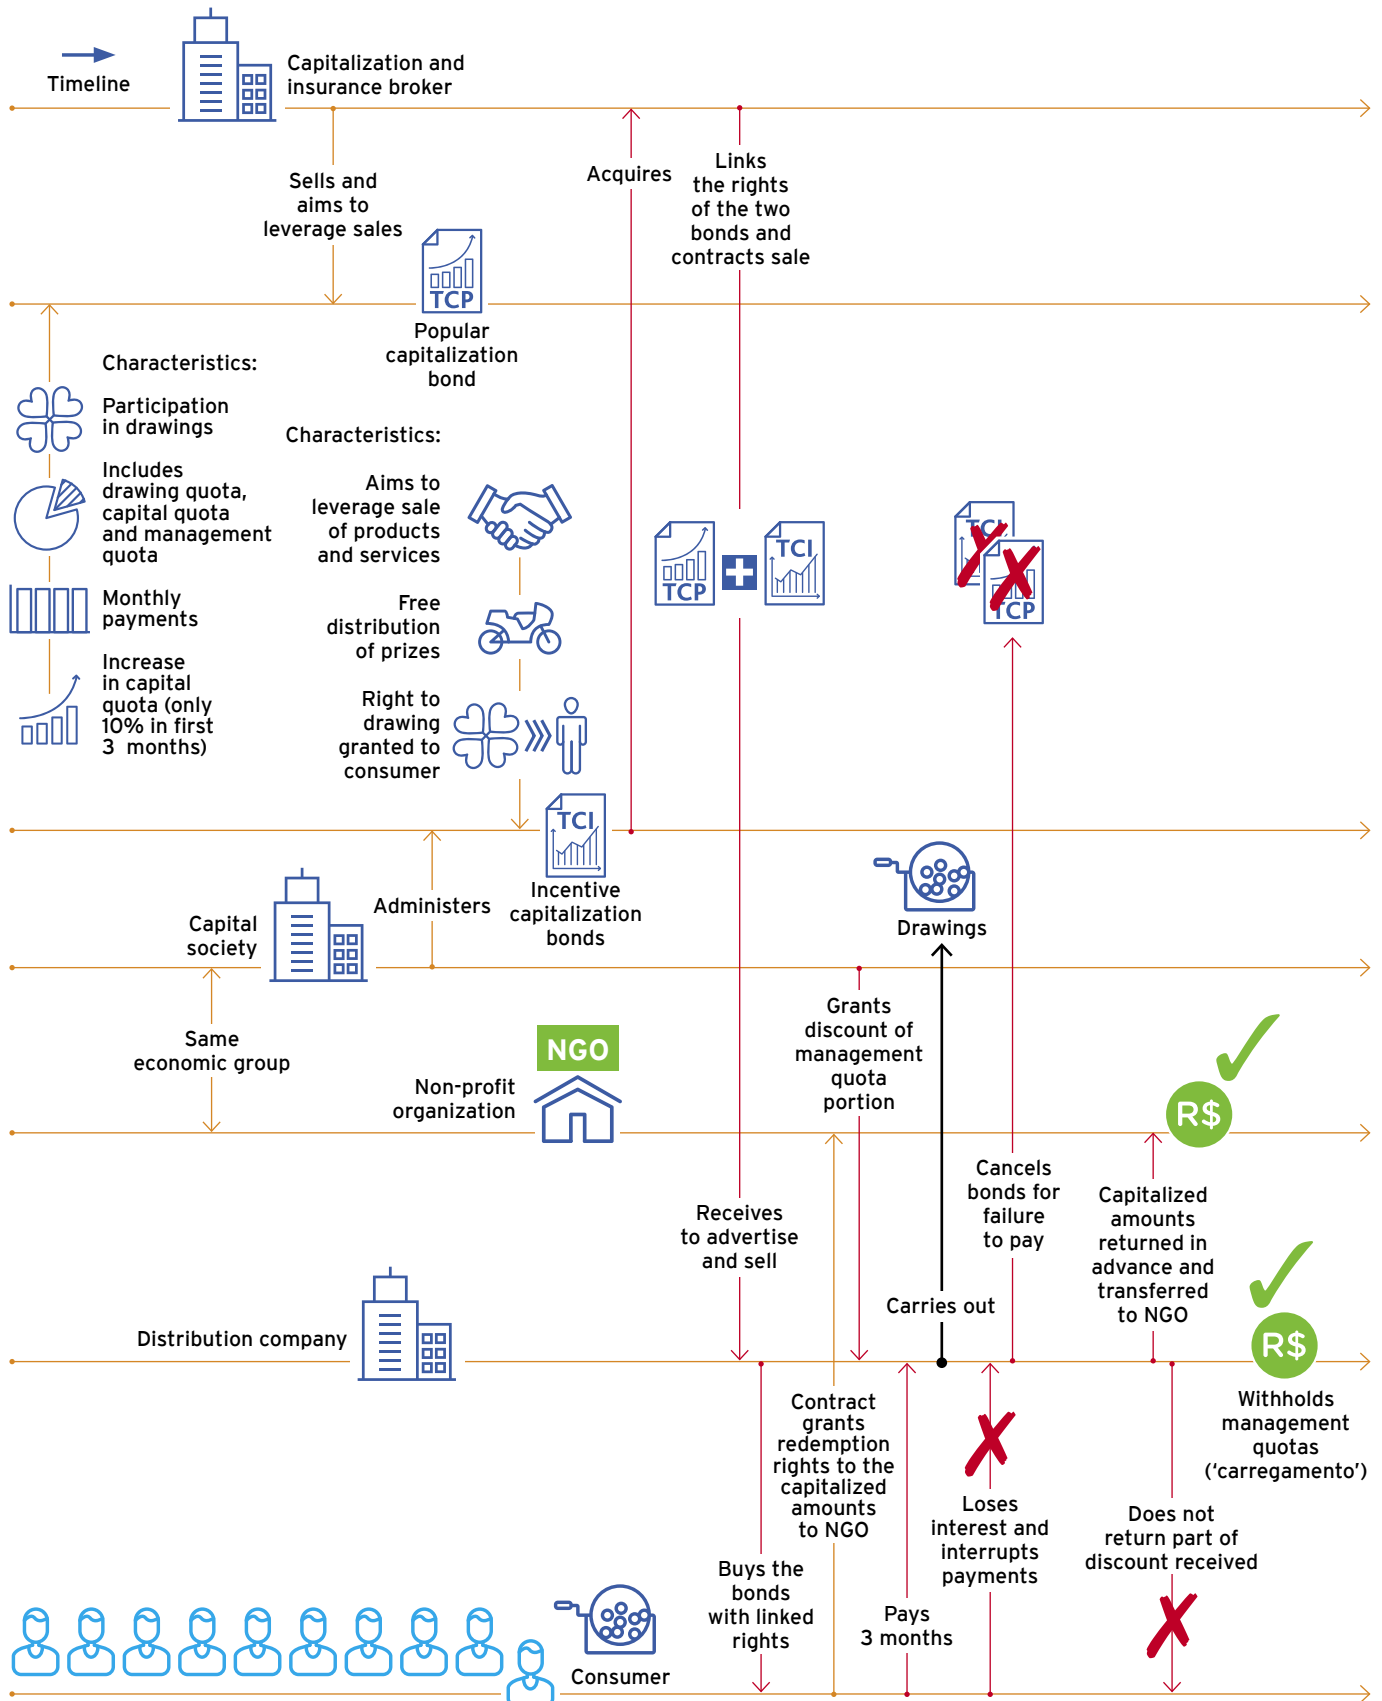 Timeline
Capitalization and
insurance broker
Sells and
aims to
leverage sales
Acquires
Links
the rights
of the two
bonds and
contracts sale
TCP
Popular
capitalization
bond
Characteristics:
Participation
in drawings
Includes
drawing quota,
capital quota
and management
quota
Monthly
payments
Increase
in capital
quota (only
10% in first
3 months)
Characteristics:
Aims to
leverage sale
of products
and services
Free
distribution
of prizes
Right to
drawing
granted to
consumer
TCP
TCI
TCI
TCP
TCI
Incentive
capitalization
bonds
Administers
Capital
society
Drawings
Same
economic group
NGO
Non-profit
organization
Grants
discount of
management
quota
portion
R$
Receives
to advertise
and sell
Cancels
bonds for
failure
to pay
Capitalized
amounts
returned in
advance and
transferred
to NGO
Carries out
Distribution company
R$
Withholds
management
quotas
(‘carregamento’)
Contract
grants
redemption
rights to the
capitalized
amounts
to NGO
Loses
interest and
interrupts
payments
Does not
return part of
discount received
Buys the
bonds
with linked
rights
Pays
3 months
Consumer